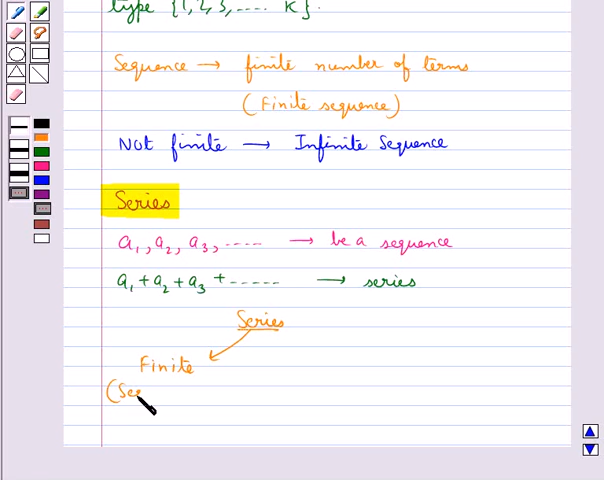 type {1,2,3,.... K}.
Sequence → finite number of terms
(Finite sequence)
Not finite → Infinite Sequence
Series
a₁, a₂, a₃, ---- → be a sequence
a₁ + a₂ + a₃ + ------ → series
Series
Finite
(Se